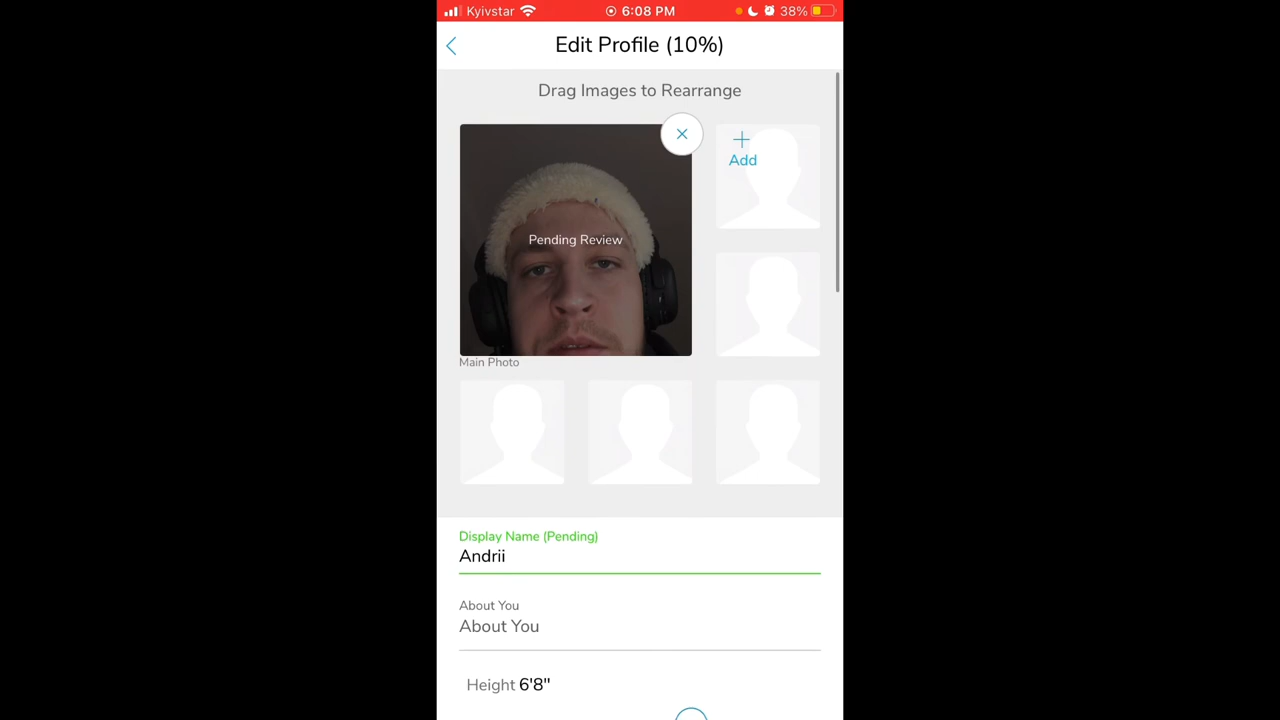 Kyivstar 6:08 PM 38%
Edit Profile (10%)
Drag Images to Rearrange
Add
Pending Review
Main Photo
Display Name (Pending)
Andrii
About You
About You
Height 6'8"